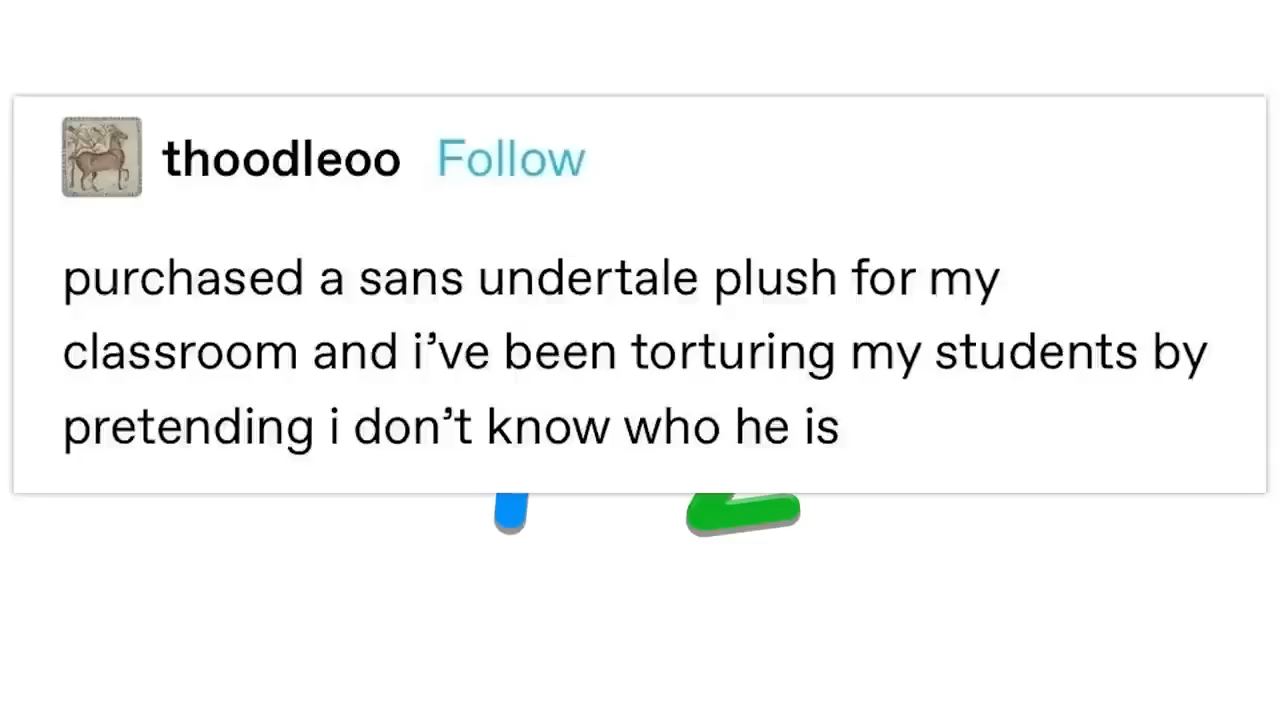 thoodleoo Follow
purchased a sans undertale plush for my
classroom and i’ve been torturing my students by
pretending i don’t know who he is